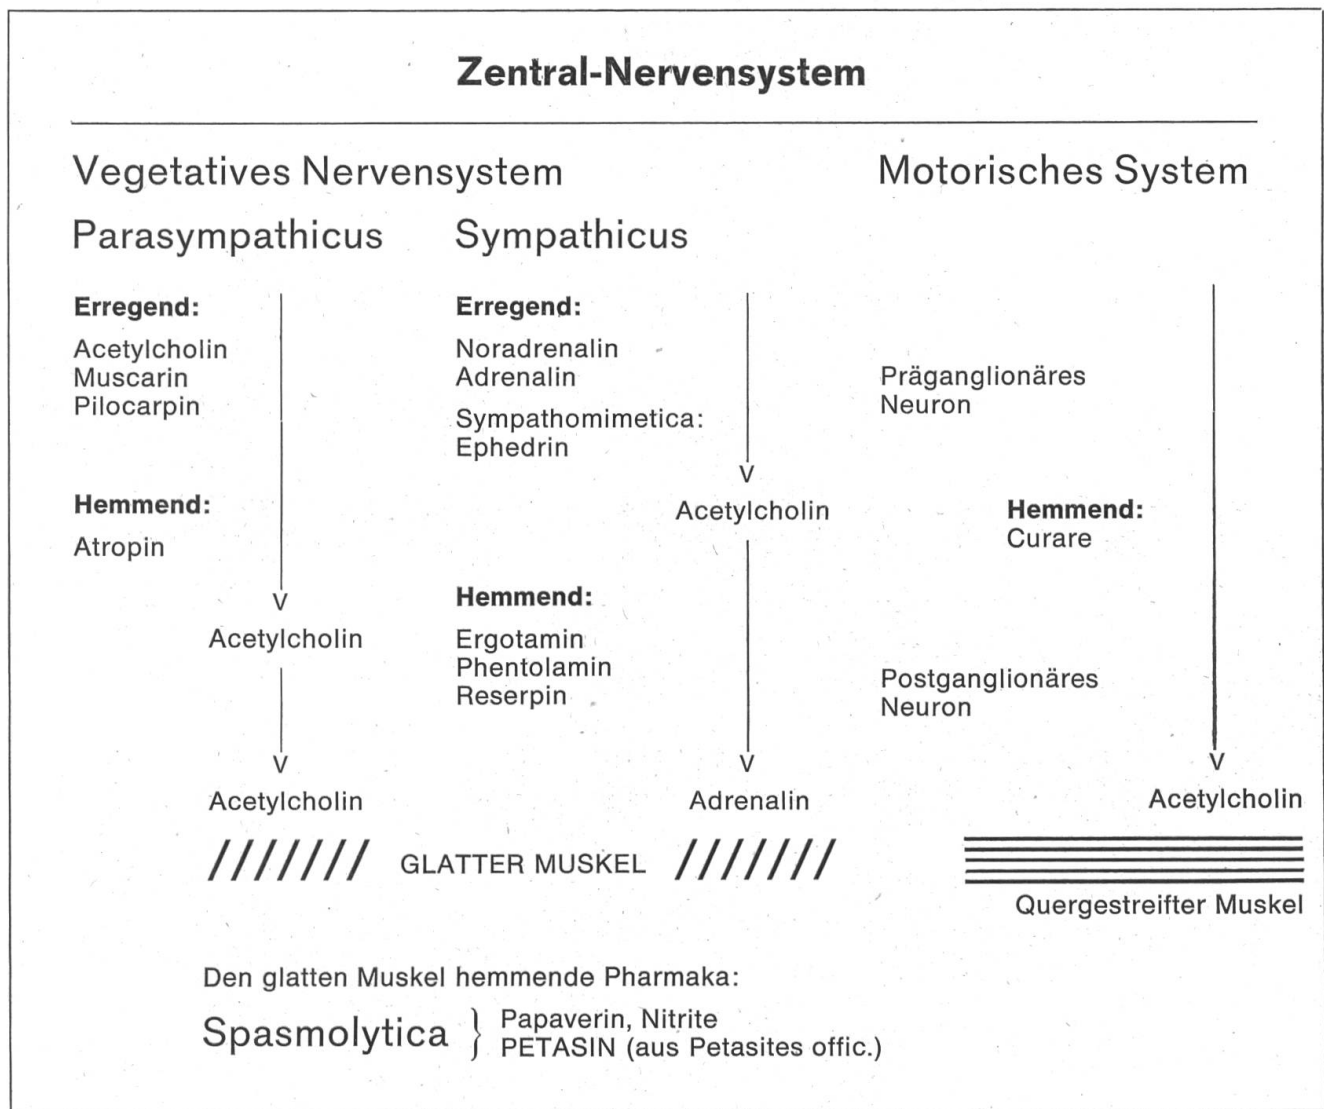 Zentral-Nervensystem
Vegetatives Nervensystem
Motorisches System
Parasympathicus
Sympathicus
Erregend:
Acetylcholin
Muscarin
Pilocarpin
Hemmend:
Atropin
Acetylcholin
Acetylcholin
Erregend:
Noradrenalin
Adrenalin
Sympathomimetica:
Ephedrin
Acetylcholin
Hemmend:
Ergotamin
Phentolamin
Reserpin
Adrenalin
Präganglionäres
Neuron
Hemmend:
Curare
Postganglionäres
Neuron
Acetylcholin
GLATTER MUSKEL
Quergestreifter Muskel
Den glatten Muskel hemmende Pharmaka:
Spasmolytica } Papaverin, Nitrite
PETASIN (aus Petasites offic.)